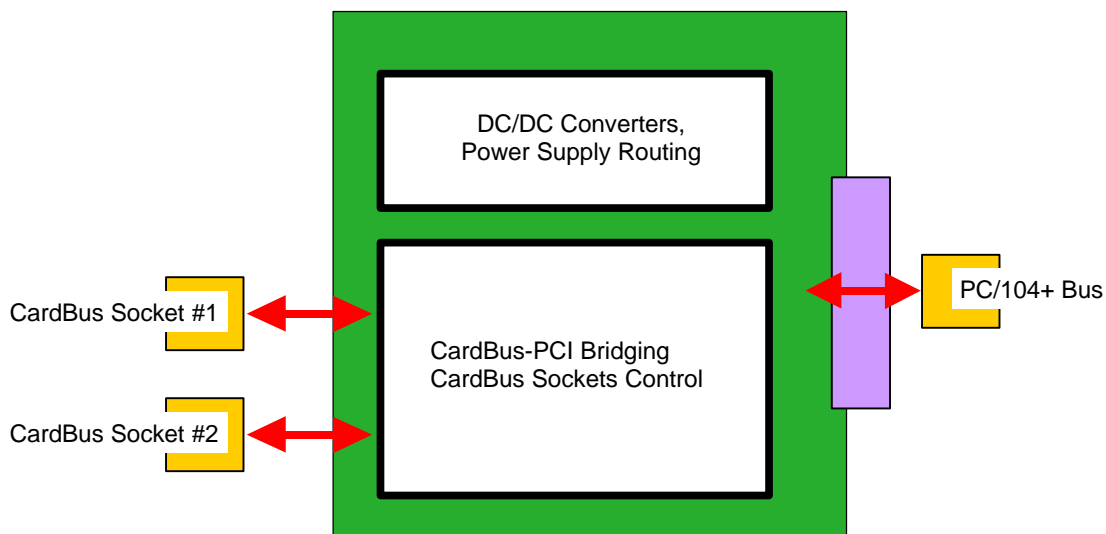 DC/DC Converters,
Power Supply Routing
CardBus Socket #1
CardBus-PCI Bridging
CardBus Sockets Control
CardBus Socket #2
PC/104+ Bus